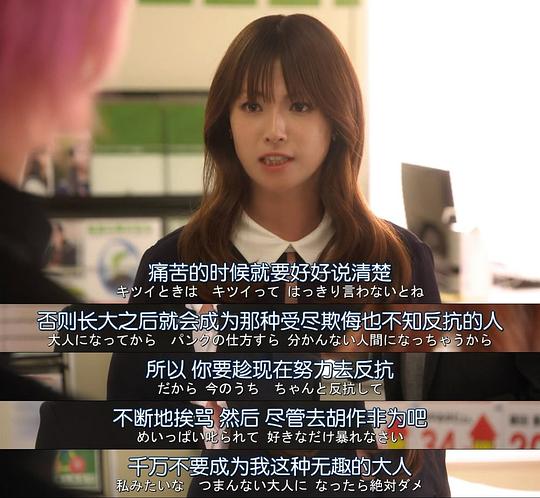 痛苦的时候就要好好说清楚
キツイときは キツイって はっきり言わないとね
否则长大之后就会成为那种受尽欺侮也不知反抗的人
大人になってから パンクの仕方すら 分かんない人間になっちゃうから
所以 你要趁现在努力去反抗
だから 今のうち ちゃんと反抗して
不断地挨骂 然后 尽管去胡作非为吧
めいっぱい叱られて 好きなだけ暴れなさい
34
20
千万不要成为我这种无趣的大人
私みたいな つまんない大人に なったら絶対ダメ